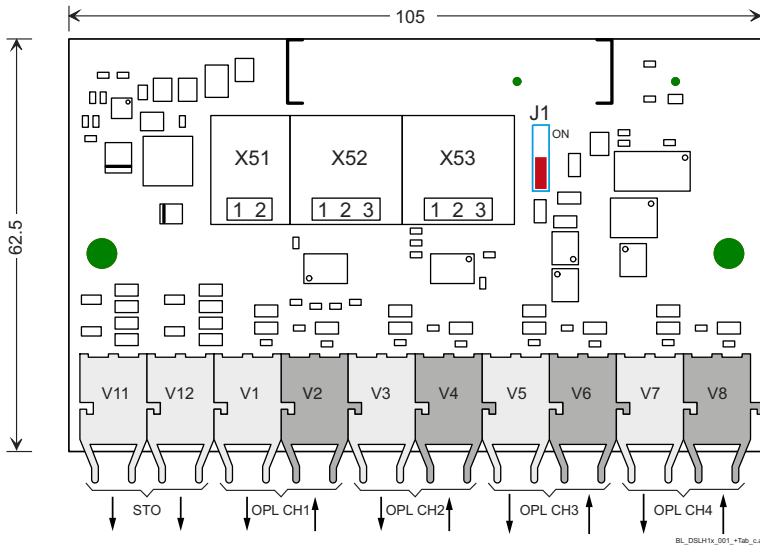 105
J1
ON
X51 X52 X53
1 2 1 2 3 1 2 3
62.5
V11 V12 V1 V2 V3 V4 V5 V6 V7 V8
STO OPL CH1 OPL CH2 OPL CH3 OPL CH4